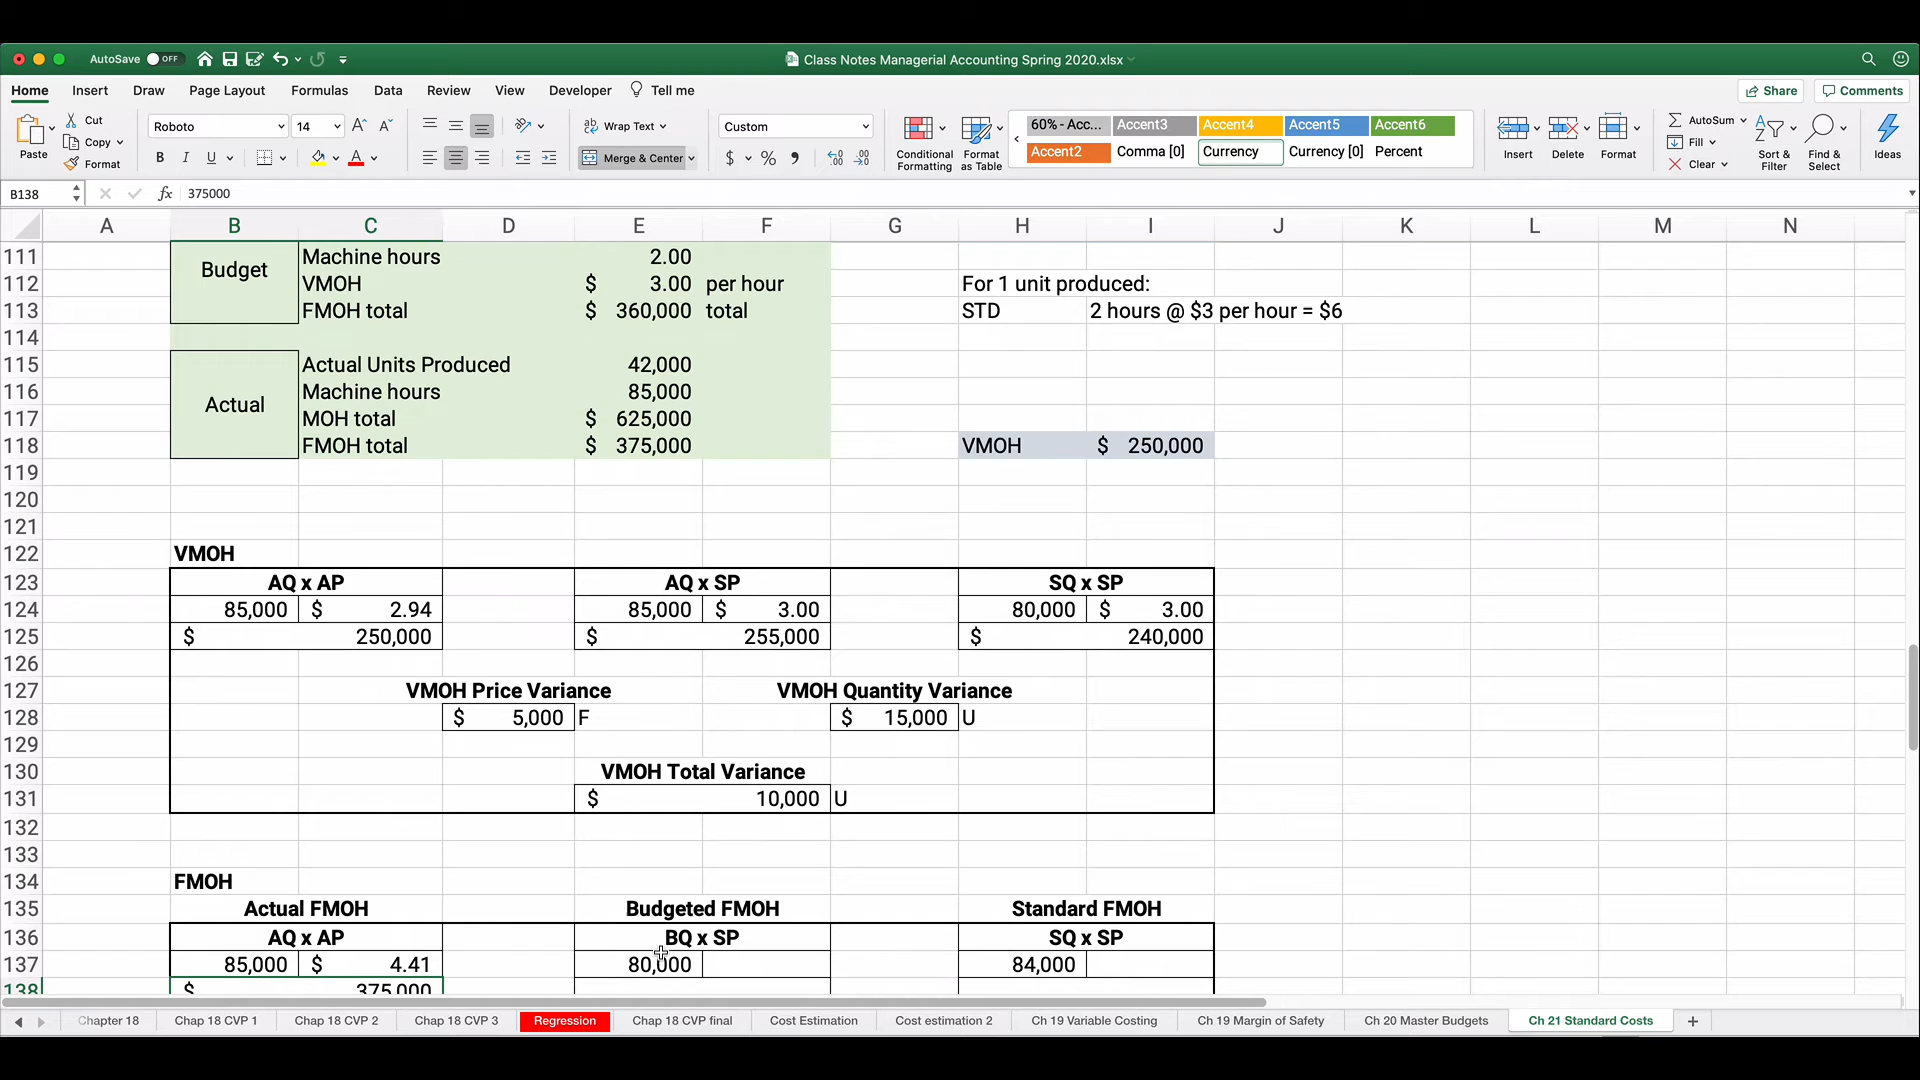 AutoSave OFF
Class Notes Managerial Accounting Spring 2020.xlsx
Home Insert Draw Page Layout Formulas Data Review View Developer Tell me Share Comments
Paste Cut Copy Format
Roboto 14 A A
B I U A
Wrap Text
Merge & Center
Custom
$ % ,
Conditional Formatting
Format as Table
60% - Acc... Accent3 Accent4 Accent5 Accent6
Accent2 Comma [0] Currency Currency [0] Percent
Insert Delete Format
AutoSum
Fill
Clear
Sort & Filter
Find & Select
Ideas
B138 fx 375000
A B C D E F G H I J K L M N
111 Budget Machine hours 2.00
112 VMOH $ 3.00 per hour For 1 unit produced:
113 FMOH total $ 360,000 total STD 2 hours @ $3 per hour = $6
114
115 Actual Units Produced 42,000
116 Actual Machine hours 85,000
117 MOH total $ 625,000
118 FMOH total $ 375,000 VMOH $ 250,000
119
120
121
122 VMOH
123 AQ x AP AQ x SP SQ x SP
124 85,000 $ 2.94 85,000 $ 3.00 80,000 $ 3.00
125 $ 250,000 $ 255,000 $ 240,000
126
127 VMOH Price Variance VMOH Quantity Variance
128 $ 5,000 F $ 15,000 U
129
130 VMOH Total Variance
131 $ 10,000 U
132
133
134 FMOH
135 Actual FMOH Budgeted FMOH Standard FMOH
136 AQ x AP BQ x SP SQ x SP
137 85,000 $ 4.41 80,000 84,000
138 $ 375,000
Chapter 18 Chap 18 CVP 1 Chap 18 CVP 2 Chap 18 CVP 3 Regression Chap 18 CVP final Cost Estimation Cost estimation 2 Ch 19 Variable Costing Ch 19 Margin of Safety Ch 20 Master Budgets Ch 21 Standard Costs +